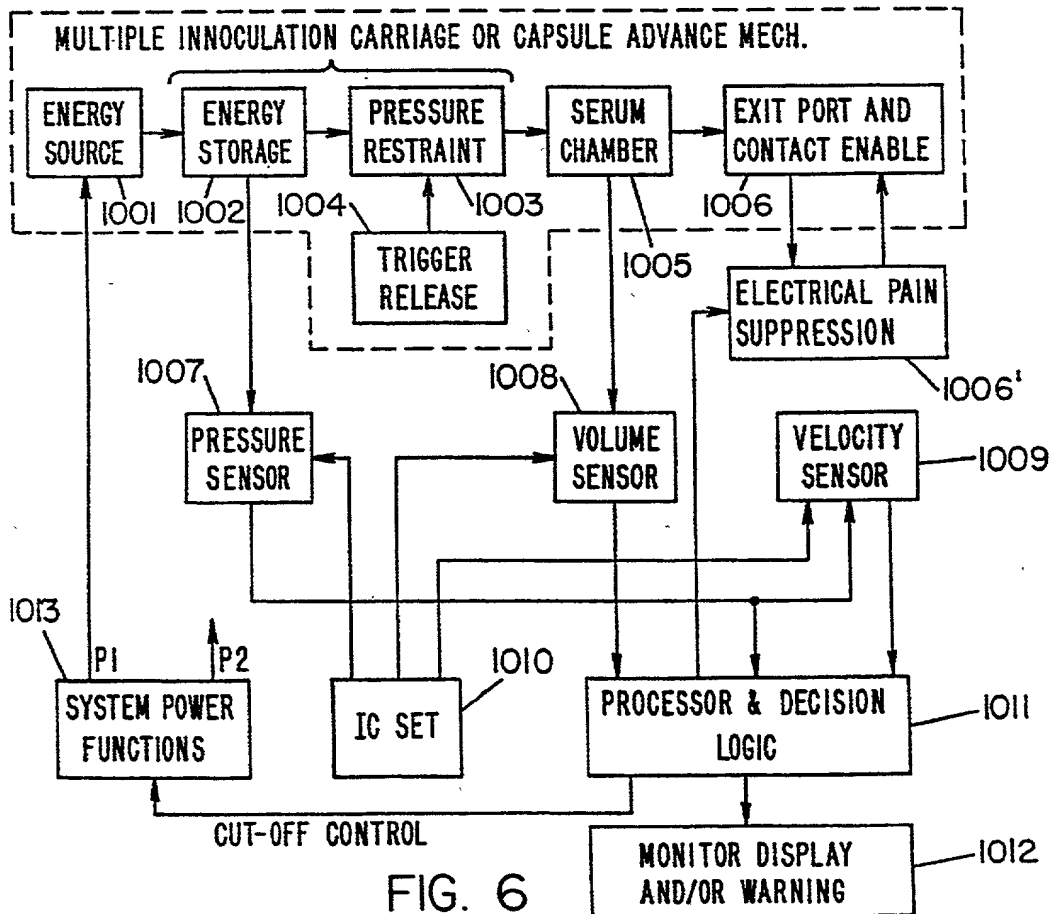 MULTIPLE INNOCULATION CARRIAGE OR CAPSULE ADVANCE MECH.
ENERGY
SOURCE
ENERGY
STORAGE
PRESSURE
RESTRAINT
SERUM
CHAMBER
EXIT PORT AND
CONTACT ENABLE
1001
1002
1004
1003
1005
1006
TRIGGER
RELEASE
ELECTRICAL PAIN
SUPPRESSION
1006'
1007
1008
PRESSURE
SENSOR
VOLUME
SENSOR
VELOCITY
SENSOR
1009
1013
P1
P2
1010
SYSTEM POWER
FUNCTIONS
IC SET
PROCESSOR & DECISION
LOGIC
1011
CUT-OFF CONTROL
MONITOR DISPLAY
AND/OR WARNING
1012
FIG. 6